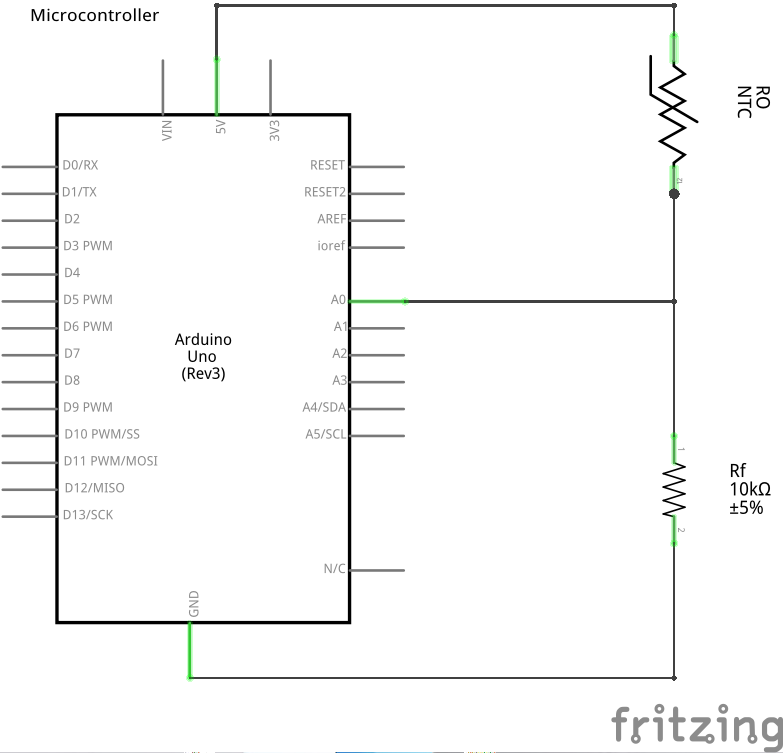 Microcontroller
VIN
5V
3V3
RO
NTC
D0/RX
D1/TX
D2
D3 PWM
D4
D5 PWM
D6 PWM
D7
D8
D9 PWM
D10 PWM/SS
D11 PWM/MOSI
D12/MISO
D13/SCK
RESET
RESET2
AREF
ioref
A0
A1
A2
A3
A4/SDA
A5/SCL
N/C
GND
Arduino
Uno
(Rev3)
1
2
Rf
10kΩ
±5%
fritzing